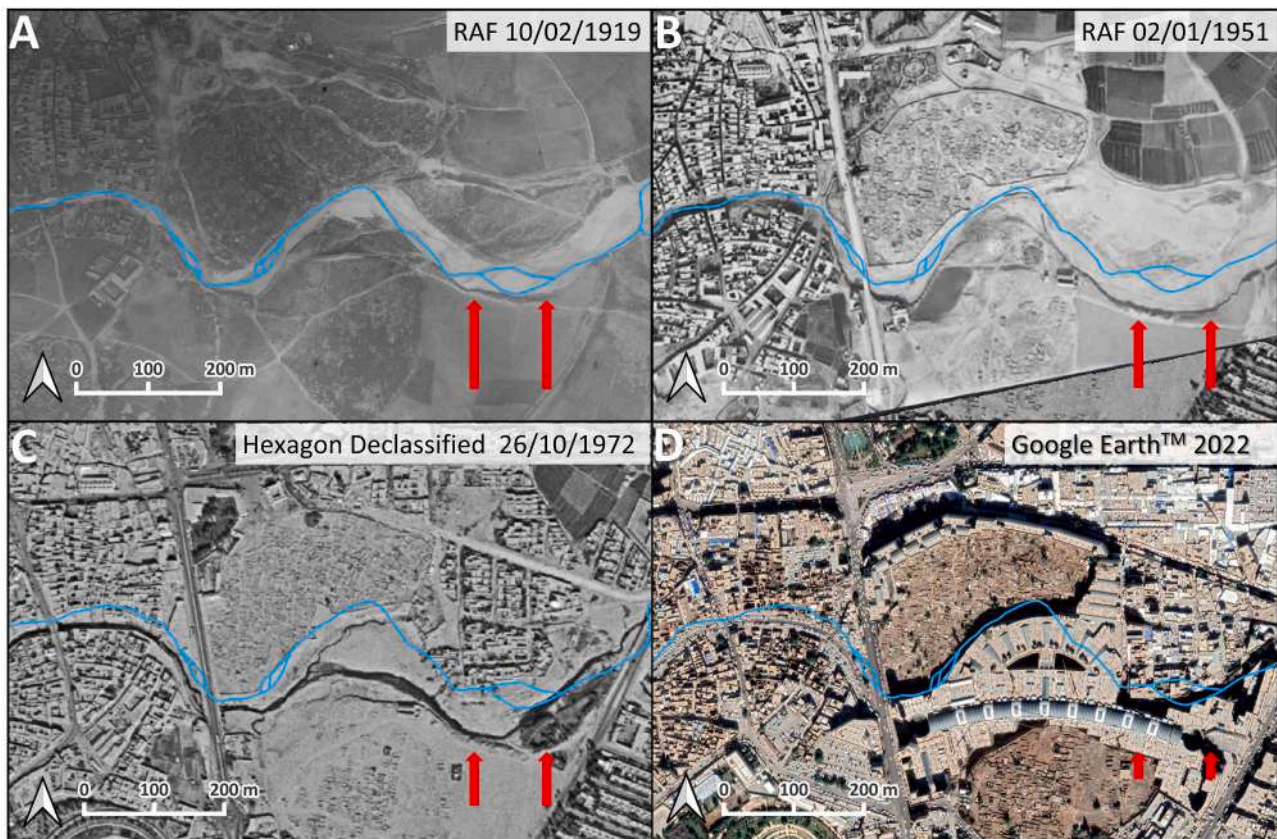 A
RAF 10/02/1919
0 100 200 m
B
RAF 02/01/1951
0 100 200 m
C
Hexagon Declassified 26/10/1972
0 100 200 m
D
Google Earth™ 2022
0 100 200 m